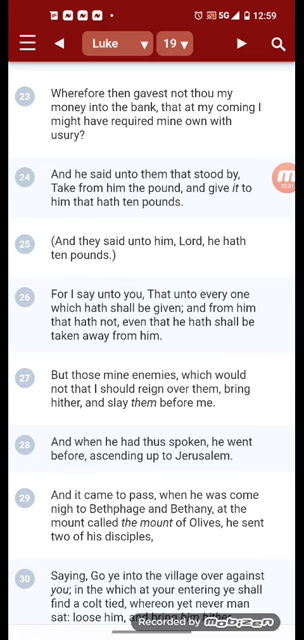 5G 12:59
Luke 19
23 Wherefore then gavest not thou my
money into the bank, that at my coming I
might have required mine own with
usury?
24 And he said unto them that stood by,
Take from him the pound, and give it to
him that hath ten pounds.
25 (And they said unto him, Lord, he hath
ten pounds.)
26 For I say unto you, That unto every one
which hath shall be given; and from him
that hath not, even that he hath shall be
taken away from him.
27 But those mine enemies, which would
not that I should reign over them, bring
hither, and slay them before me.
28 And when he had thus spoken, he went
before, ascending up to Jerusalem.
29 And it came to pass, when he was come
nigh to Bethphage and Bethany, at the
mount called the mount of Olives, he sent
two of his disciples,
30 Saying, Go ye into the village over against
you; in the which at your entering ye shall
find a colt tied, whereon yet never man
sat: loose him, and bring him hither.
RECORDED WITH mobizen